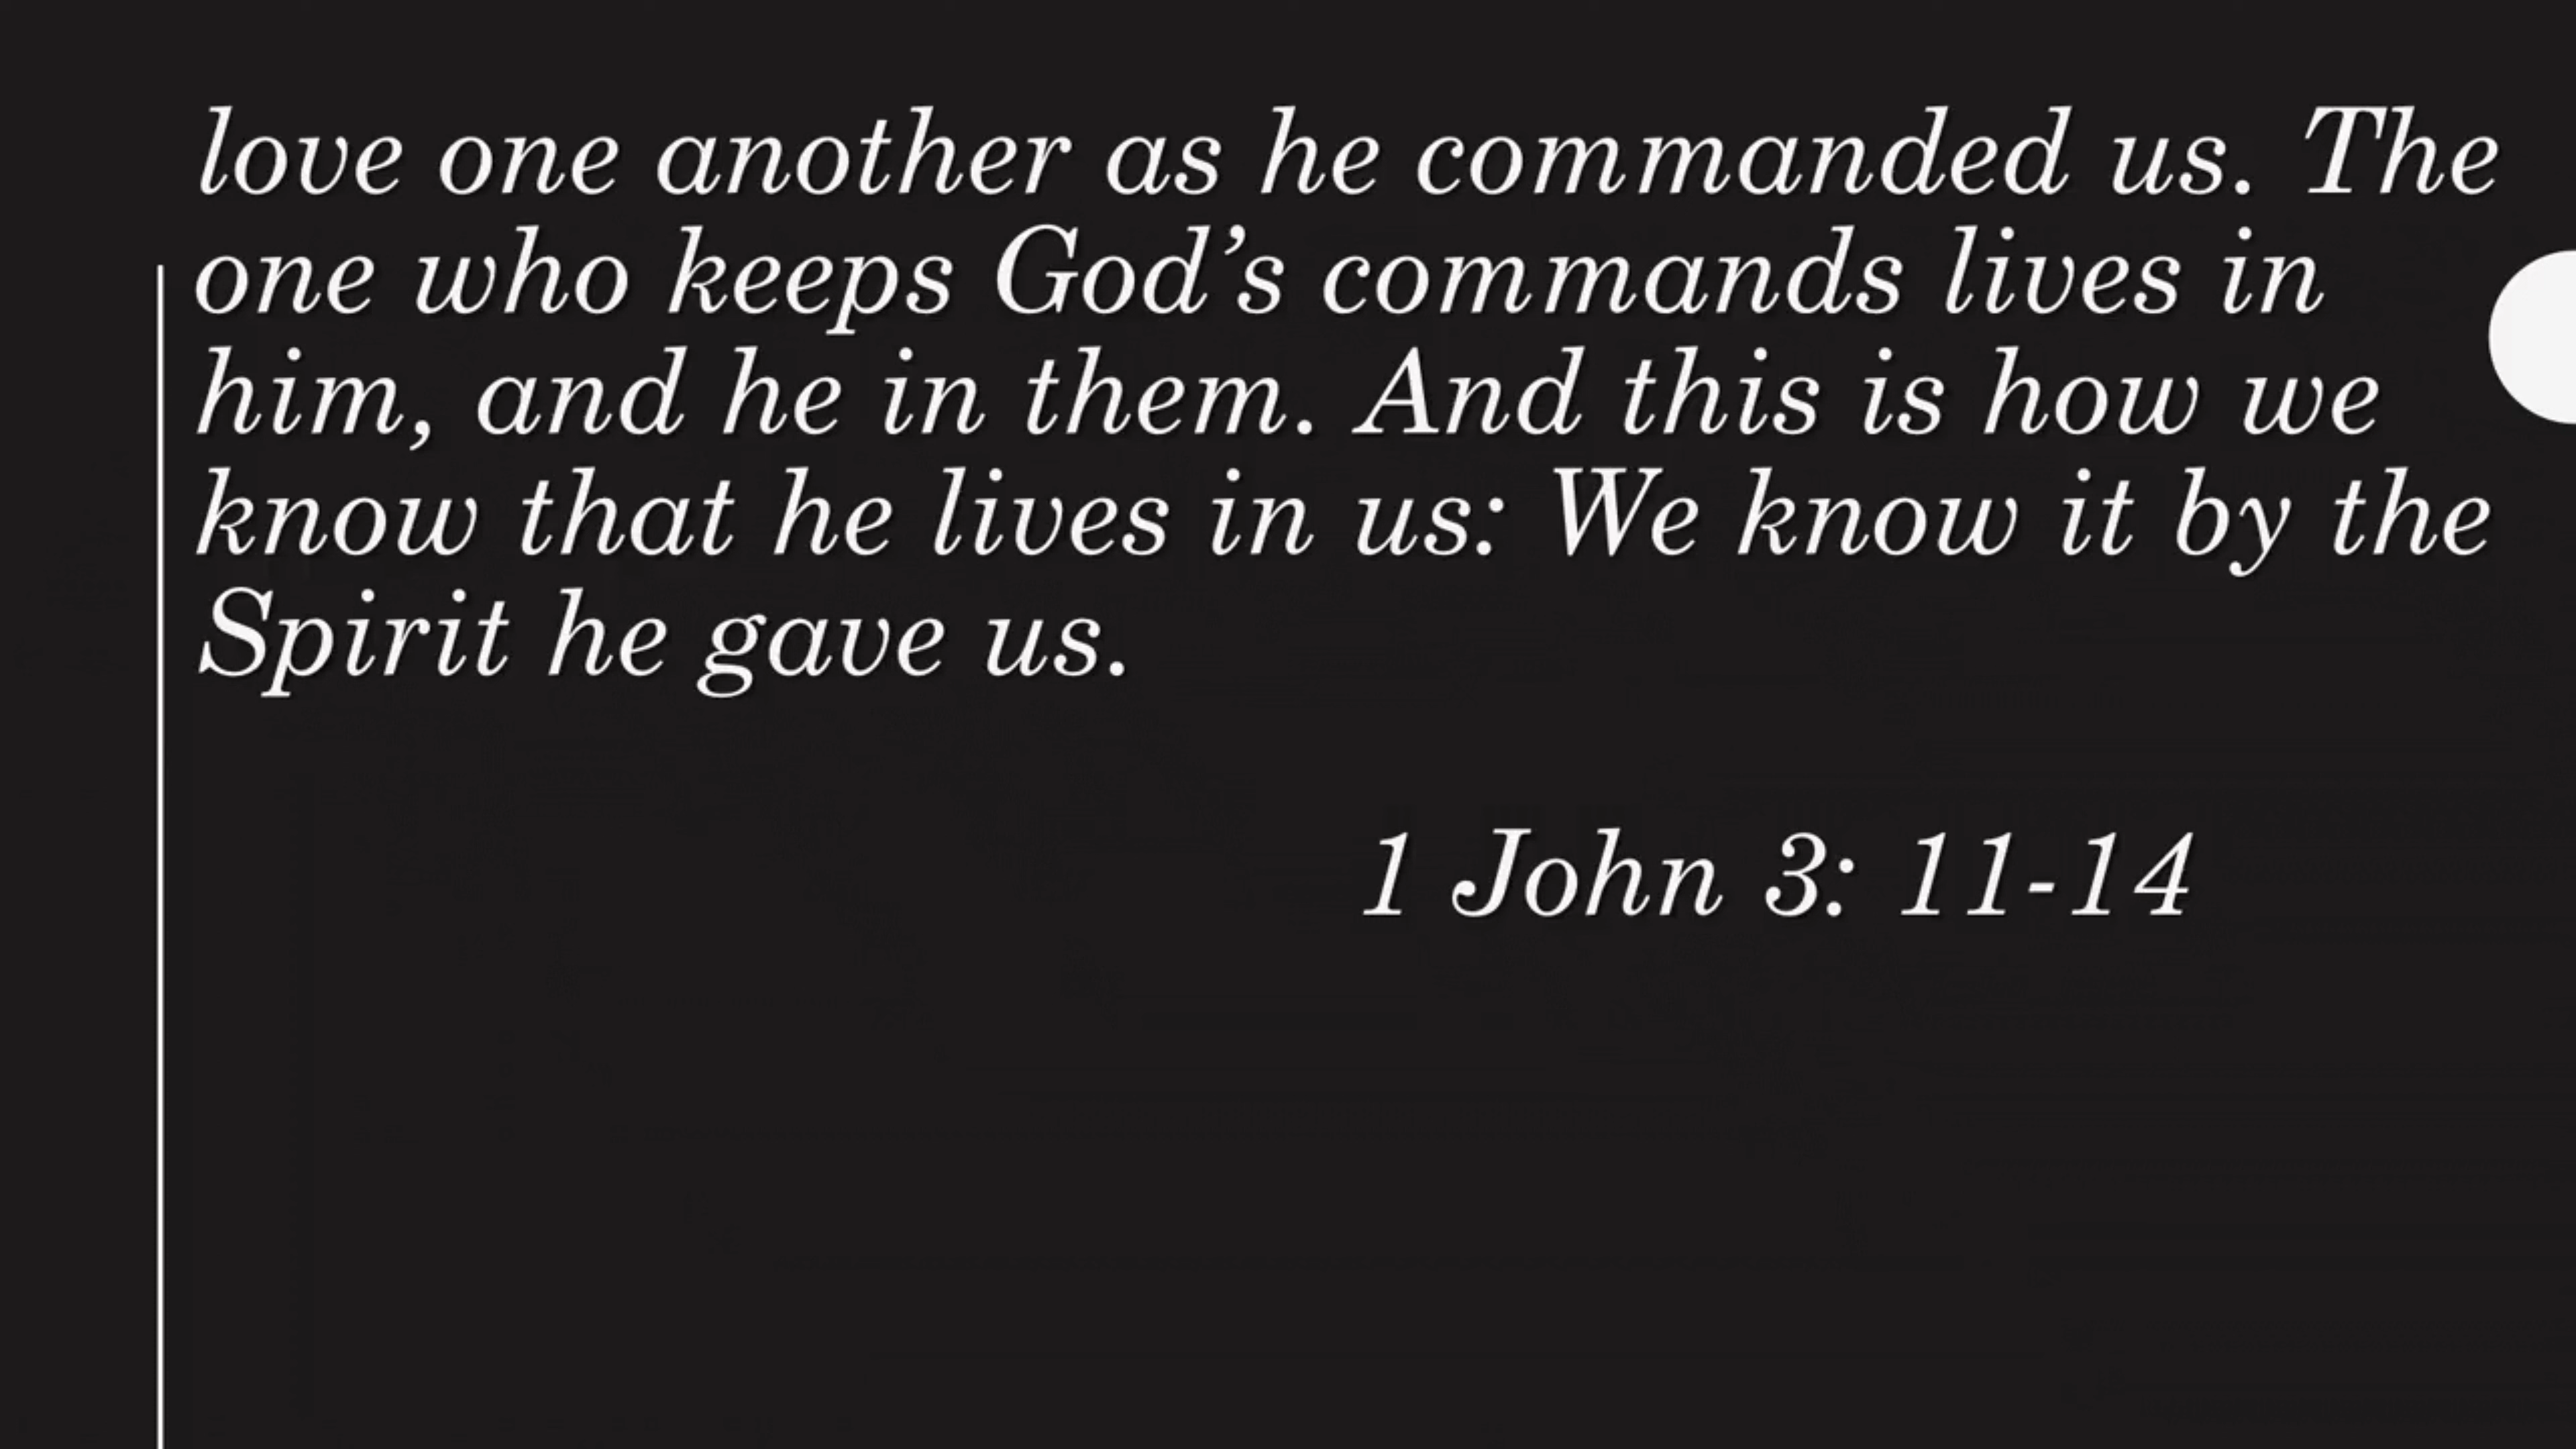 love one another as he commanded us. The
one who keeps God’s commands lives in
him, and he in them. And this is how we
know that he lives in us: We know it by the
Spirit he gave us.
1 John 3: 11-14